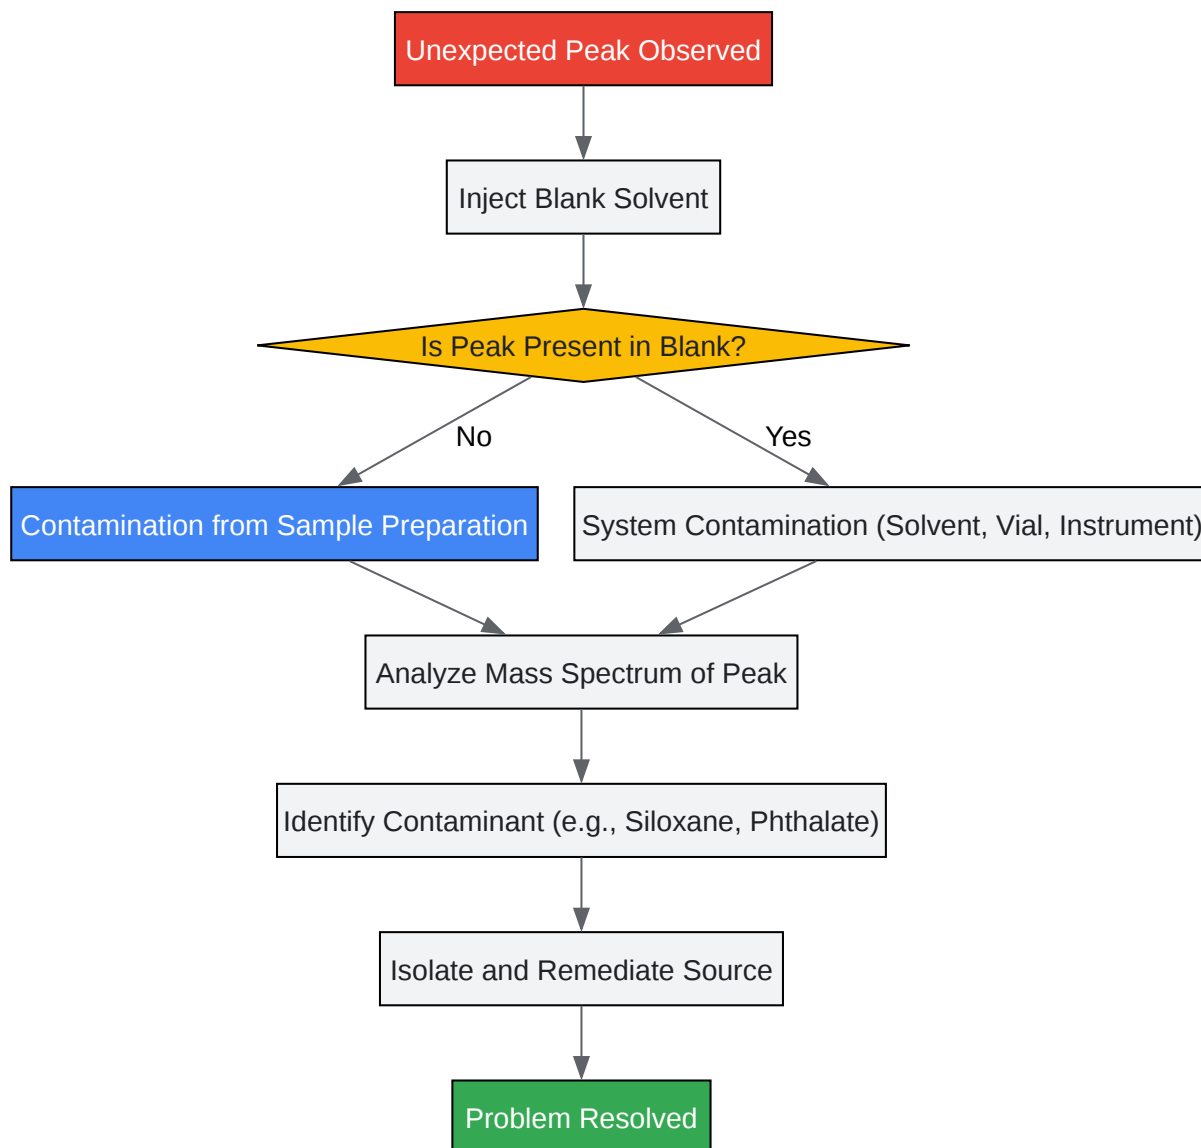 Unexpected Peak Observed
Inject Blank Solvent
Is Peak Present in Blank?
No
Yes
Contamination from Sample Preparation
System Contamination (Solvent, Vial, Instrument)
Analyze Mass Spectrum of Peak
Identify Contaminant (e.g., Siloxane, Phthalate)
Isolate and Remediate Source
Problem Resolved